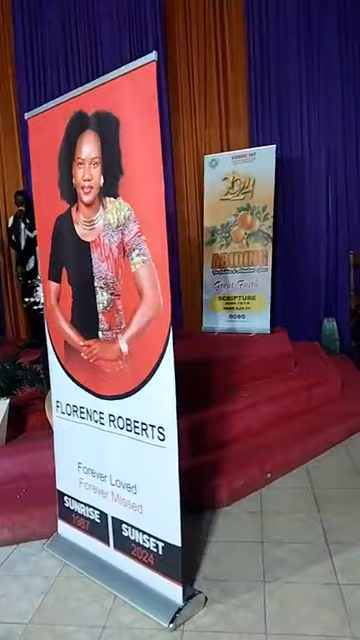 FLORENCE ROBERTS
Forever Loved
Forever Missed
SUNRISE
1987
SUNSET
2024
2024
ABIDING
Great Faith
SCRIPTURE